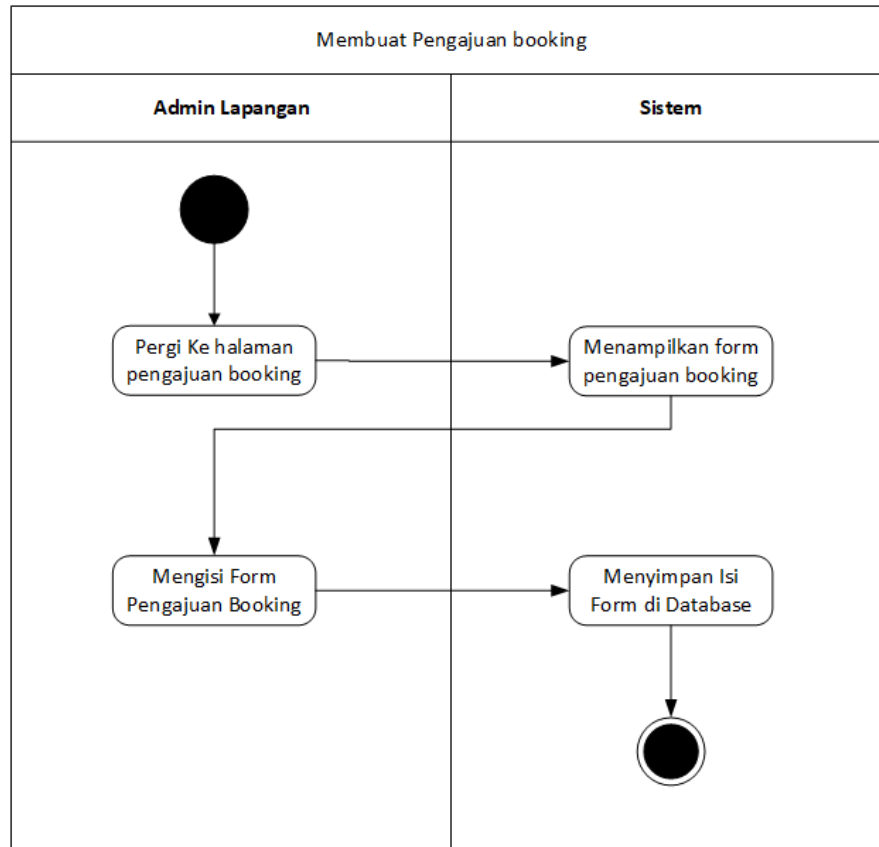 Membuat Pengajuan booking
Admin Lapangan
Sistem
Pergi Ke halaman
pengajuan booking
Menampilkan form
pengajuan booking
Mengisi Form
Pengajuan Booking
Menyimpan Isi
Form di Database